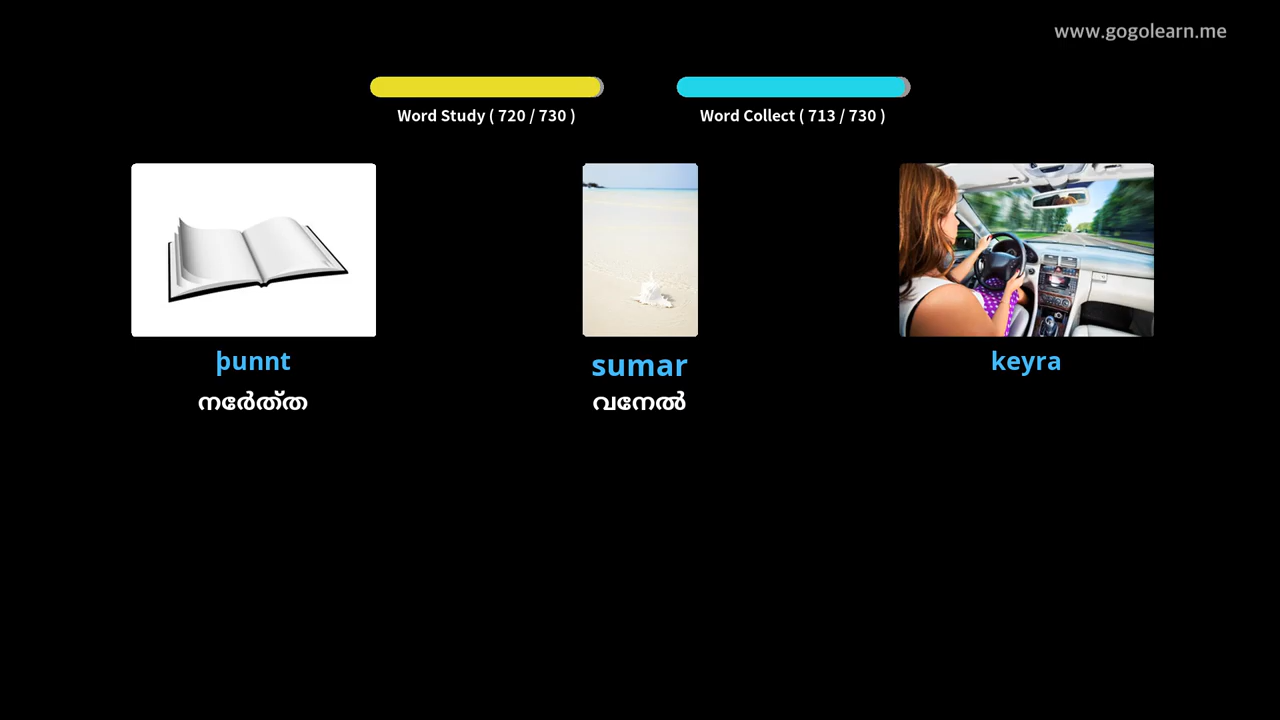 www.gogolearn.me
Word Study ( 720 / 730 )
Word Collect ( 713 / 730 )
þunnt
sumar
keyra
നേർത്ത
വേനൽ